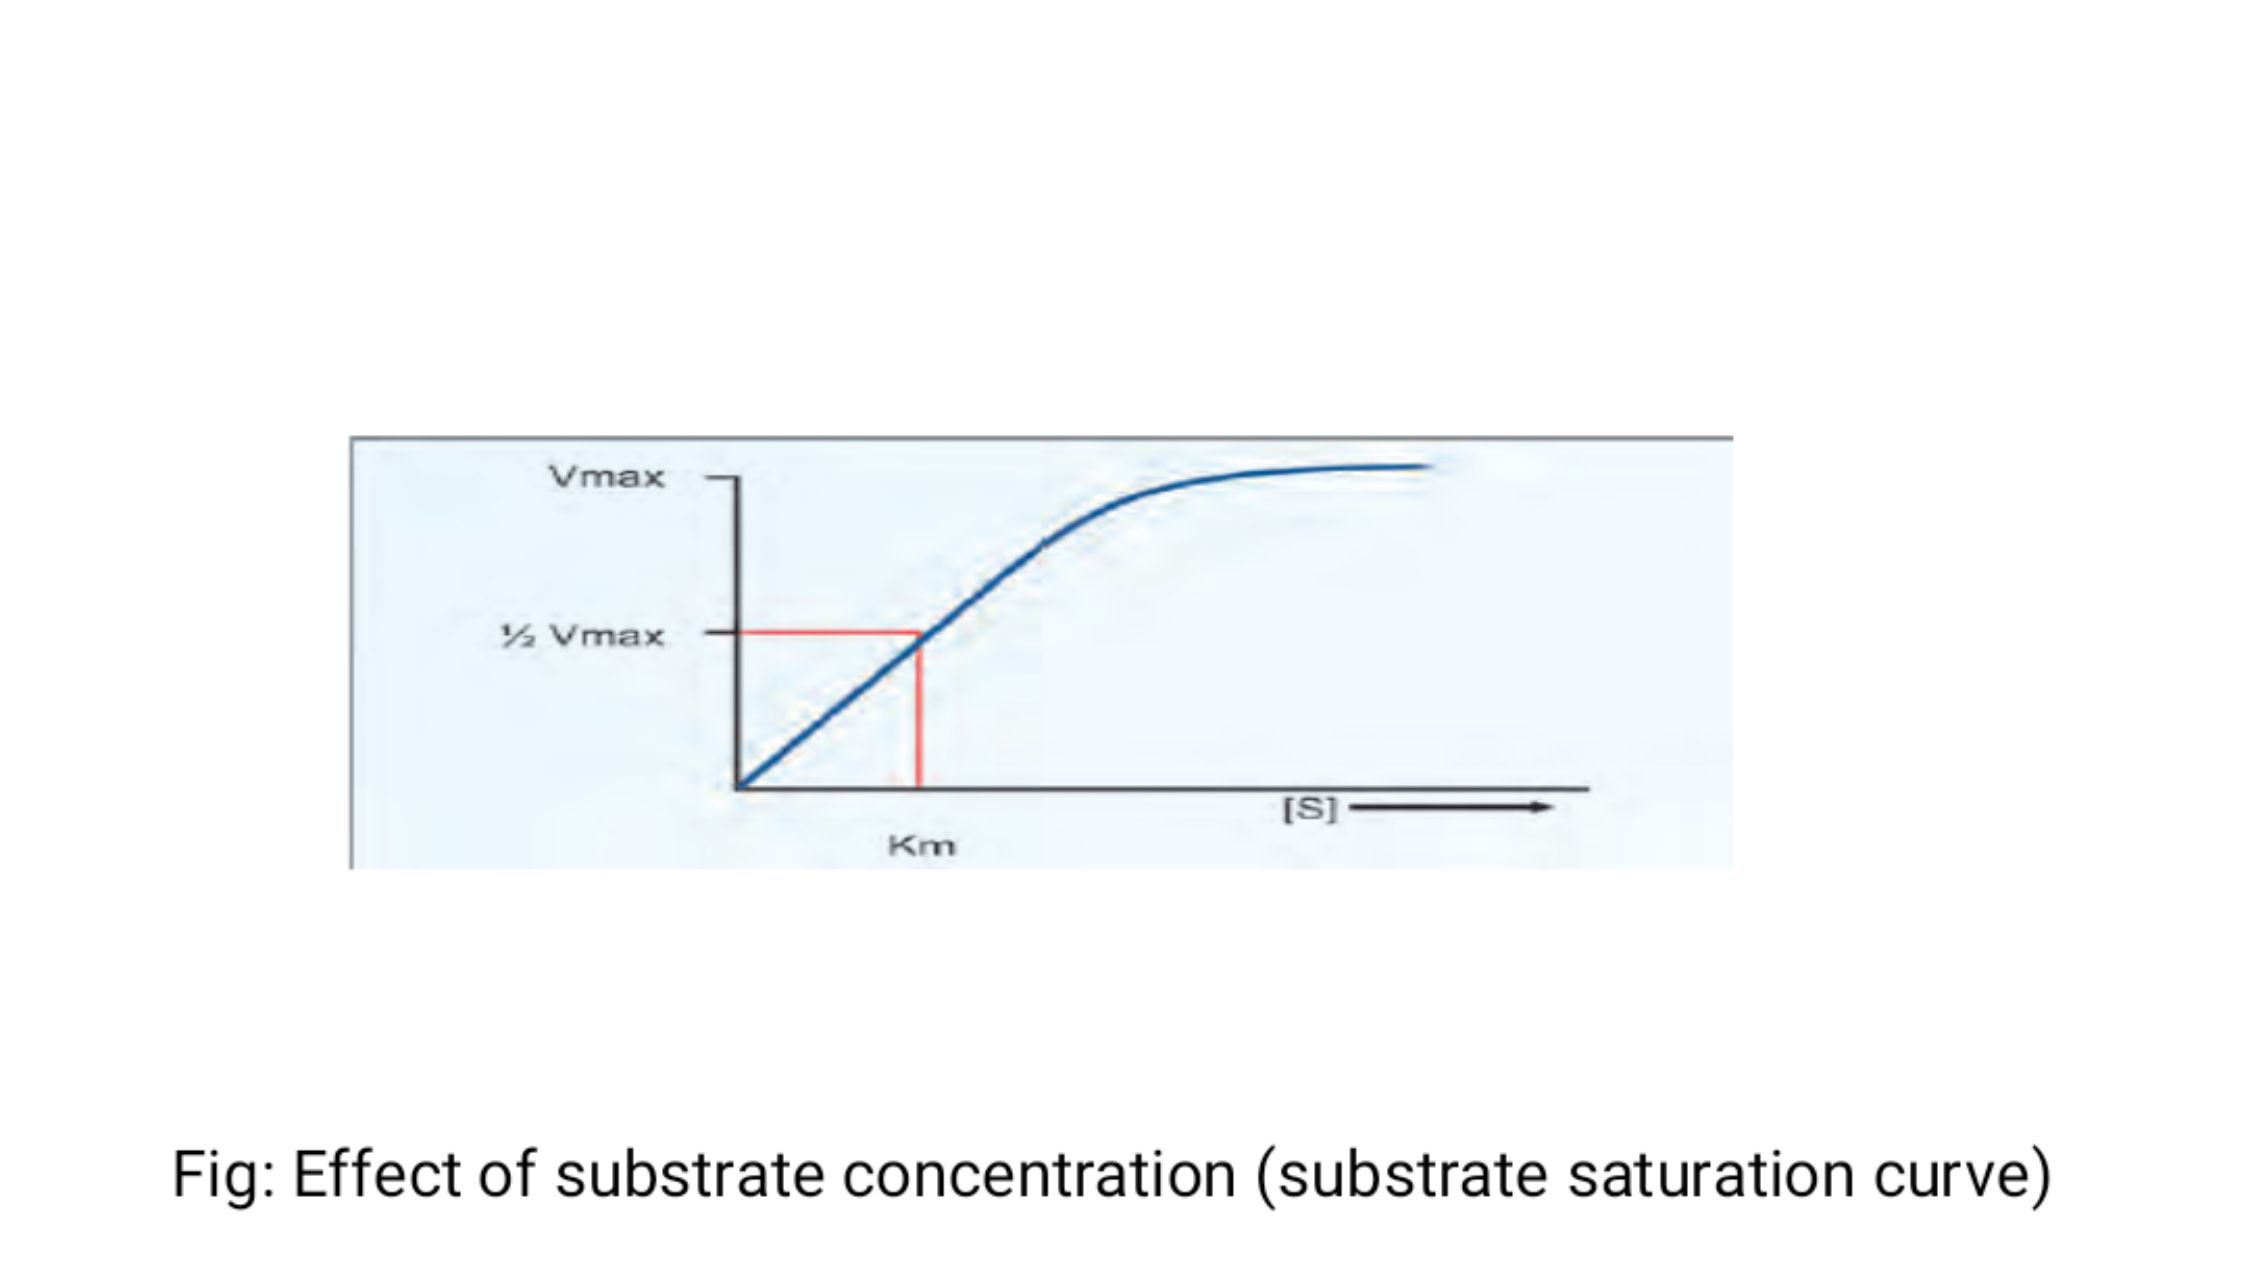 Vmax
½ Vmax
[S]
Km
Fig: Effect of substrate concentration (substrate saturation curve)